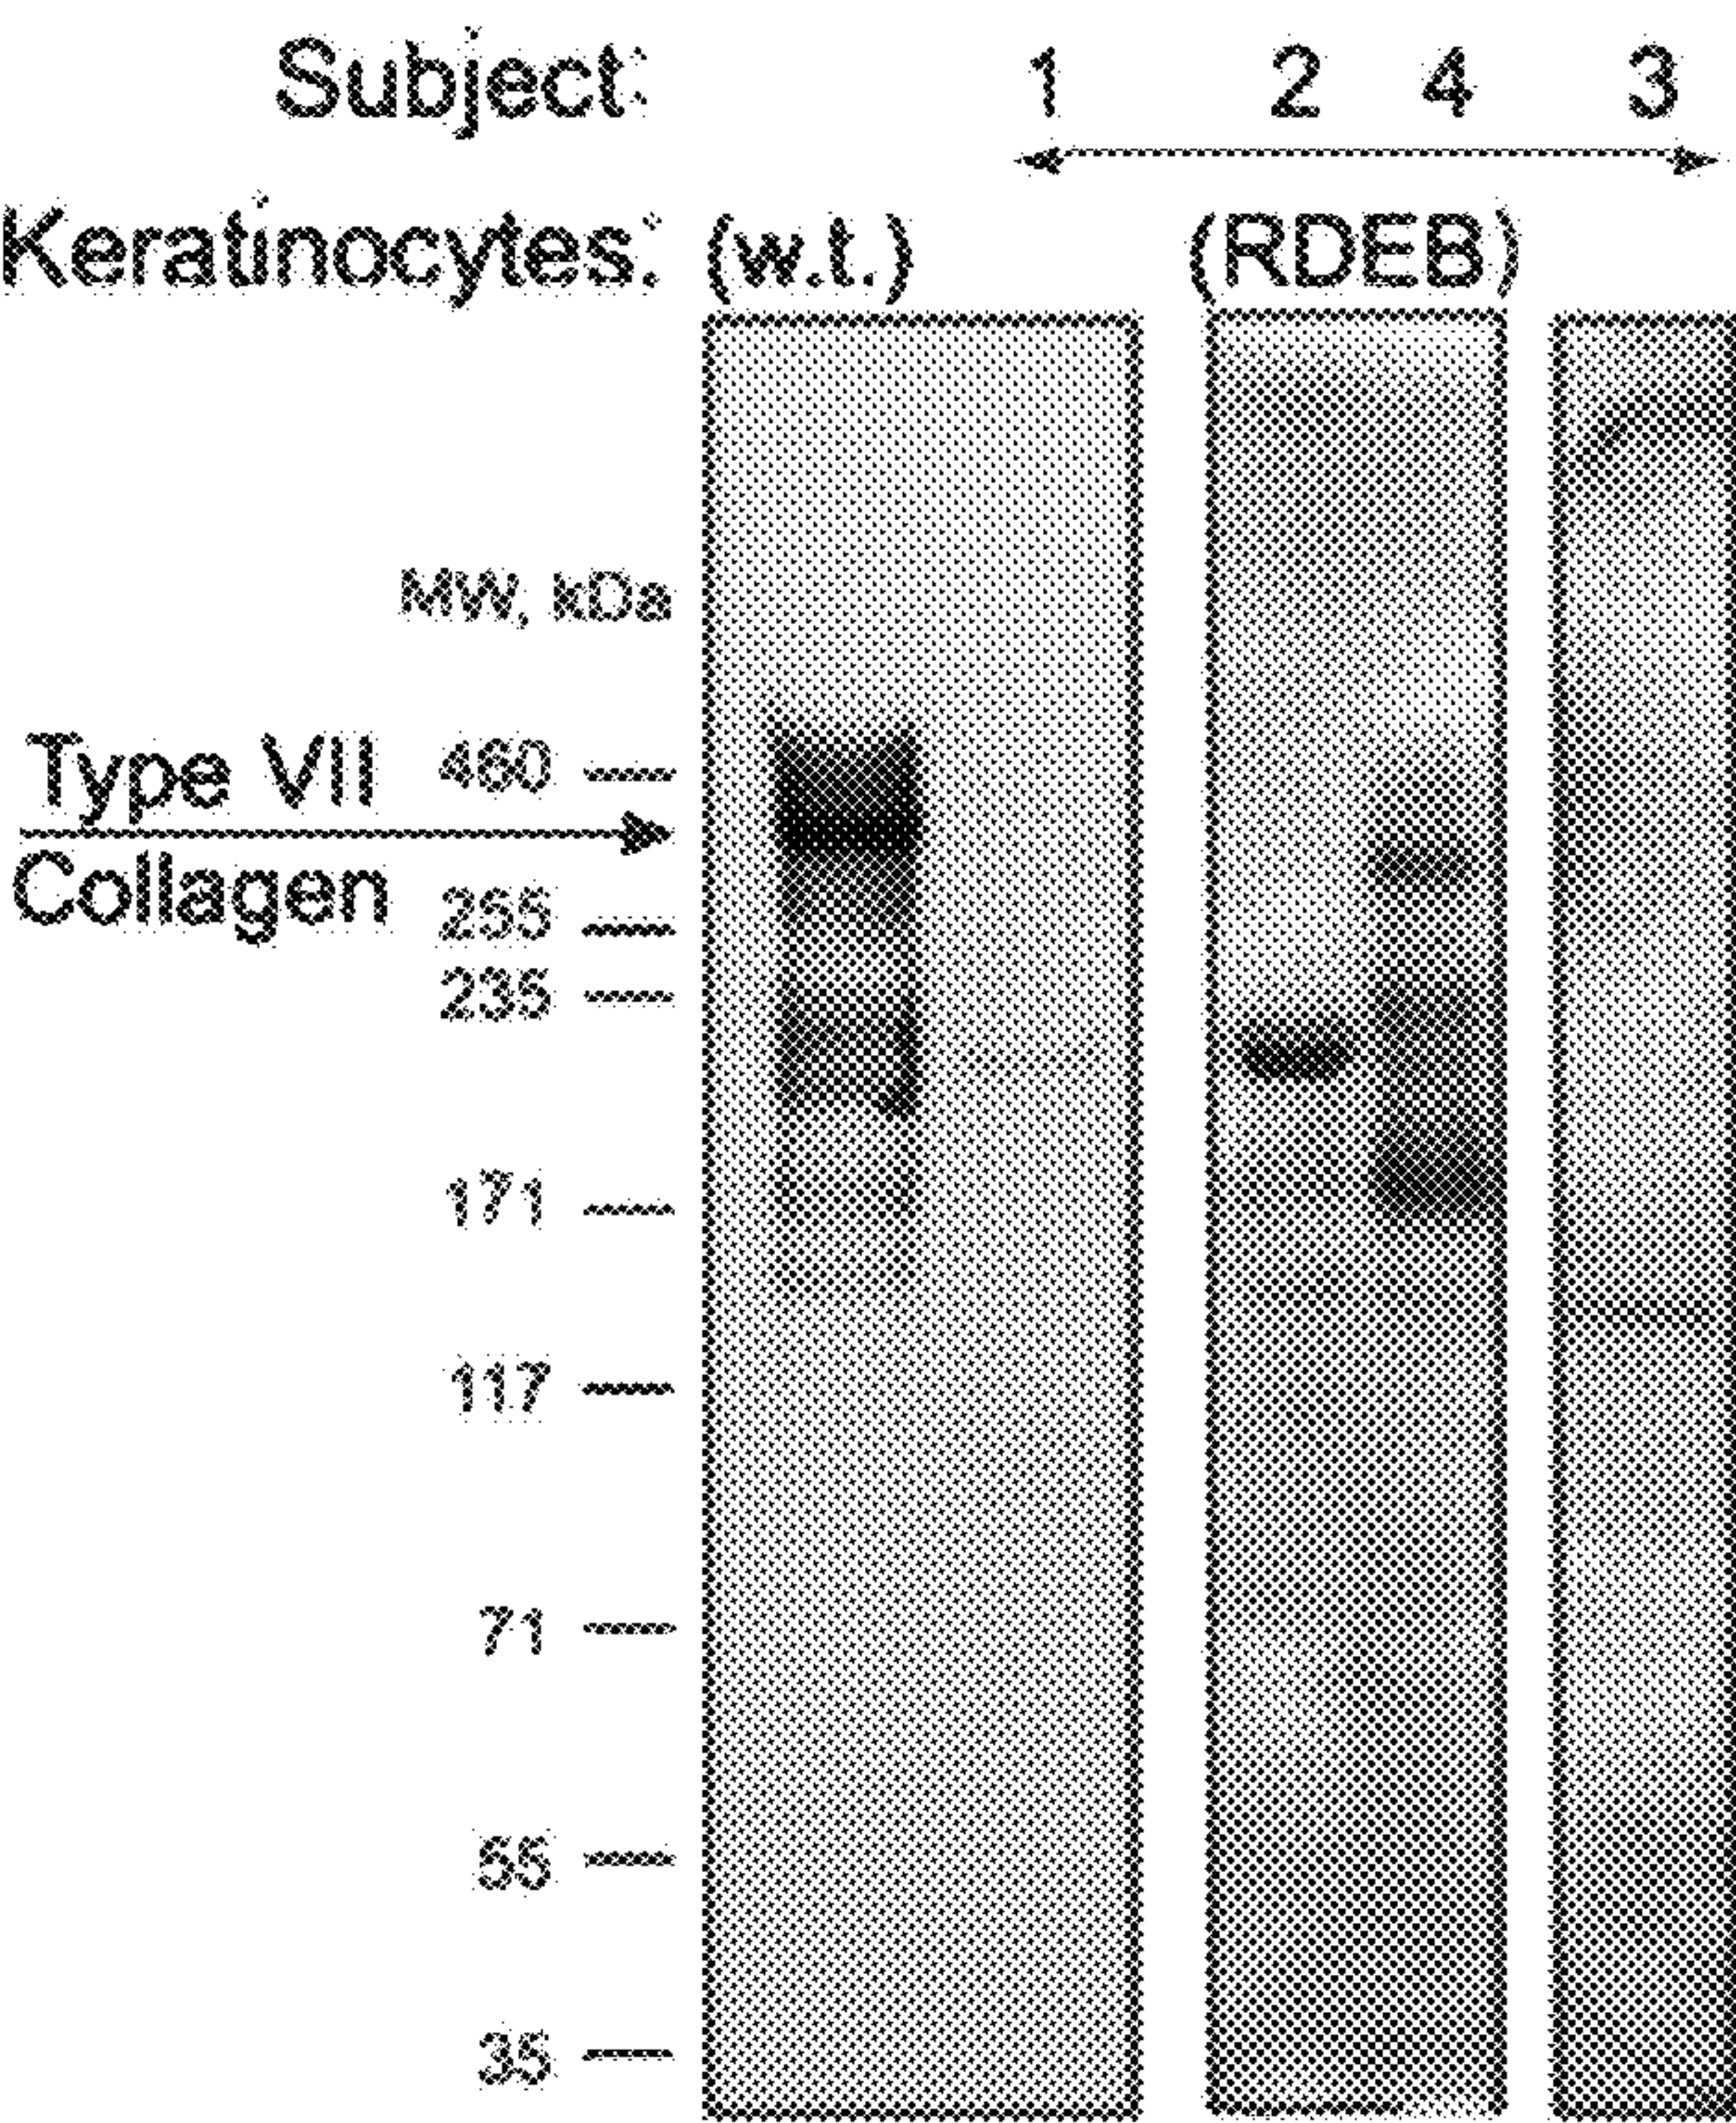 Subject: 1 2 4 3
Keratinocytes: (w.t.) (RDEB)
MW, kDa
Type VII
Collagen
460
255
235
171
117
71
55
35